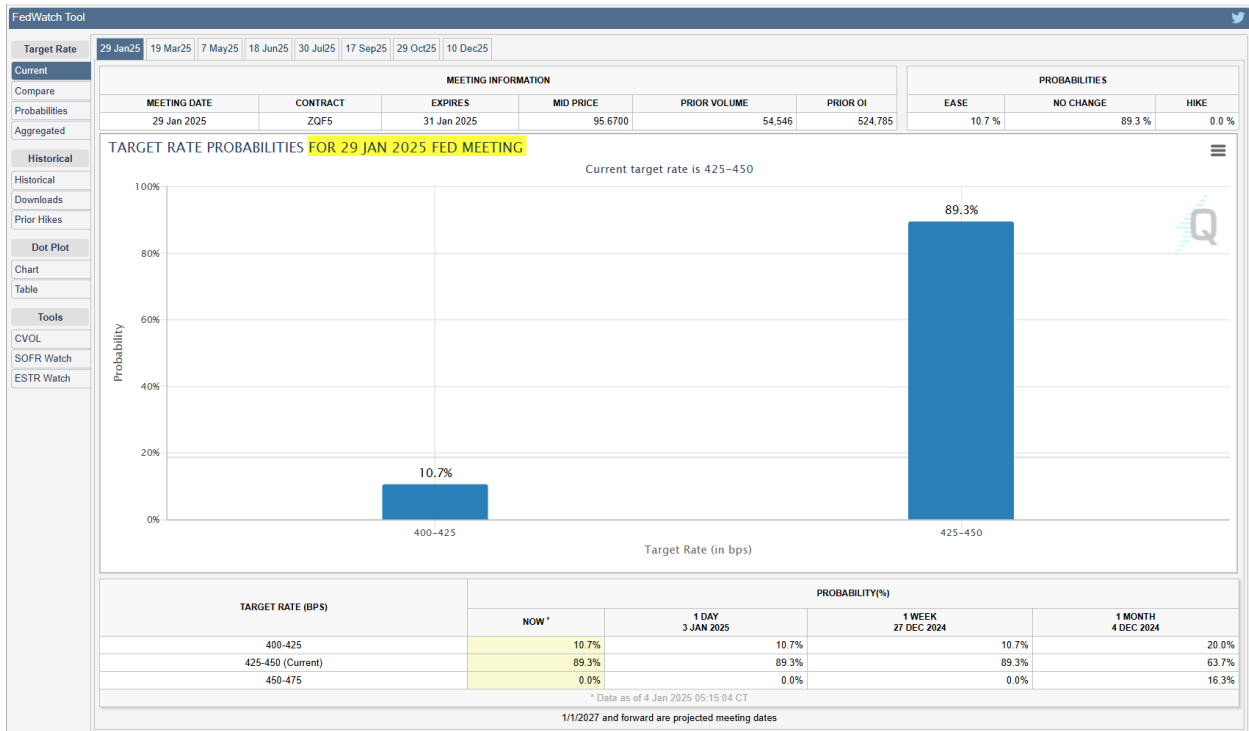 FedWatch Tool
Target Rate
Current
Compare
Probabilities
Aggregated
Historical
Historical
Downloads
Prior Hikes
Dot Plot
Chart
Table
Tools
CVOL
SOFR Watch
ESTR Watch
29 Jan25 19 Mar25 7 May25 18 Jun25 30 Jul25 17 Sep25 29 Oct25 10 Dec25
MEETING INFORMATION
MEETING DATE CONTRACT EXPIRES MID PRICE PRIOR VOLUME PRIOR OI
29 Jan 2025 ZQF5 31 Jan 2025 95.6700 54,546 524,785
PROBABILITIES
EASE NO CHANGE HIKE
10.7 % 89.3 % 0.0 %
TARGET RATE PROBABILITIES FOR 29 JAN 2025 FED MEETING
Current target rate is 425-450
Q
Probability
100%
80%
60%
40%
20%
0%
10.7%
89.3%
400-425 425-450
Target Rate (in bps)
TARGET RATE (BPS) PROBABILITY(%)
NOW * 1 DAY 1 WEEK 1 MONTH
3 JAN 2025 27 DEC 2024 4 DEC 2024
400-425 10.7% 10.7% 10.7% 20.0%
425-450 (Current) 89.3% 89.3% 89.3% 63.7%
450-475 0.0% 0.0% 0.0% 16.3%
* Data as of 4 Jan 2025 05:15:04 CT
1/1/2027 and forward are projected meeting dates